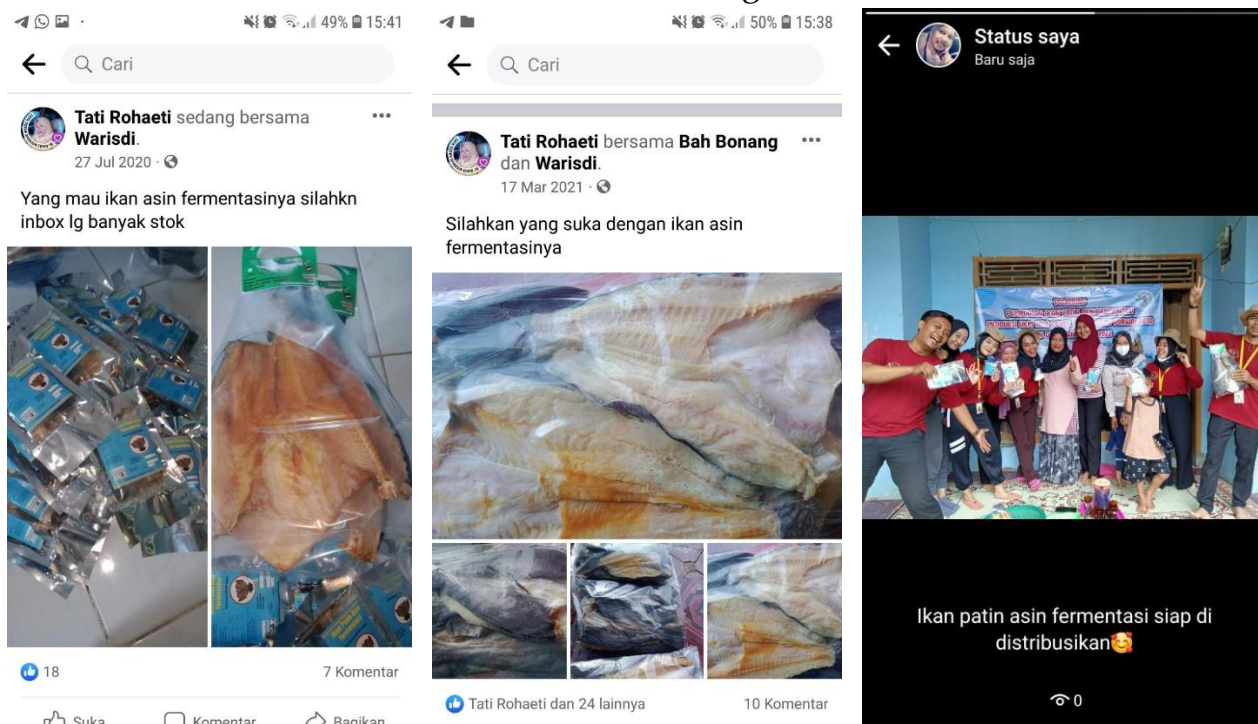 49% 15:41
Cari
Tati Rohaeti sedang bersama
Warisdi.
27 Jul 2020 ·
Yang mau ikan asin fermentasinya silahkn
inbox lg banyak stok
18
7 Komentar
Suka
Komentar
Bagikan
50% 15:38
Cari
Tati Rohaeti bersama Bah Bonang
dan Warisdi.
17 Mar 2021 ·
Silahkan yang suka dengan ikan asin
fermentasinya
Tati Rohaeti dan 24 lainnya
10 Komentar
Status saya
Baru saja
Ikan patin asin fermentasi siap di
distribusikan🥰
0